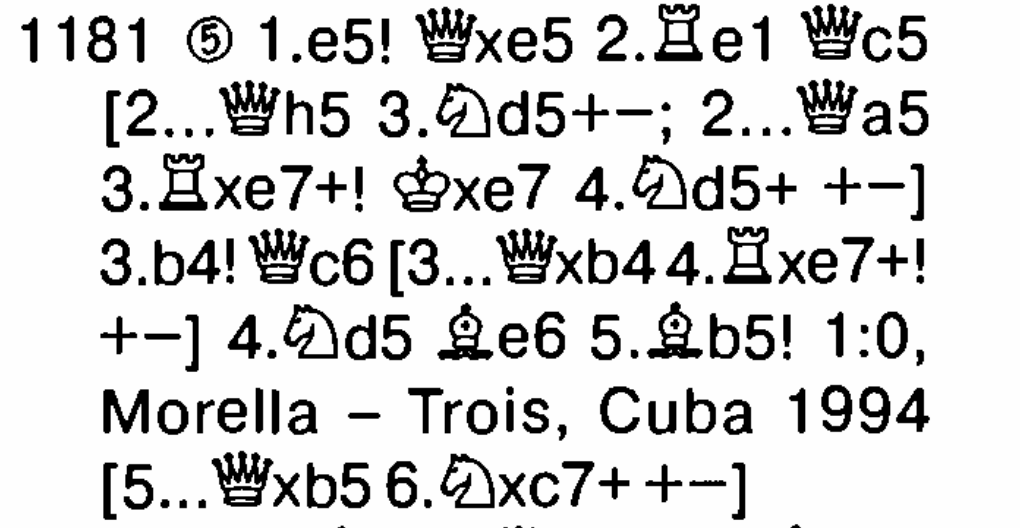 1181 ⑤ 1.e5! ♕xe5 2.♖e1 ♕c5
[2...♕h5 3.♘d5+−; 2...♕a5
3.♖xe7+! ♔xe7 4.♘d5+ +−]
3.b4! ♕c6 [3...♕xb4 4.♖xe7+!
+−] 4.♘d5 ♗e6 5.♗b5! 1:0,
Morella – Trois, Cuba 1994
[5...♕xb5 6.♘xc7+ +−]